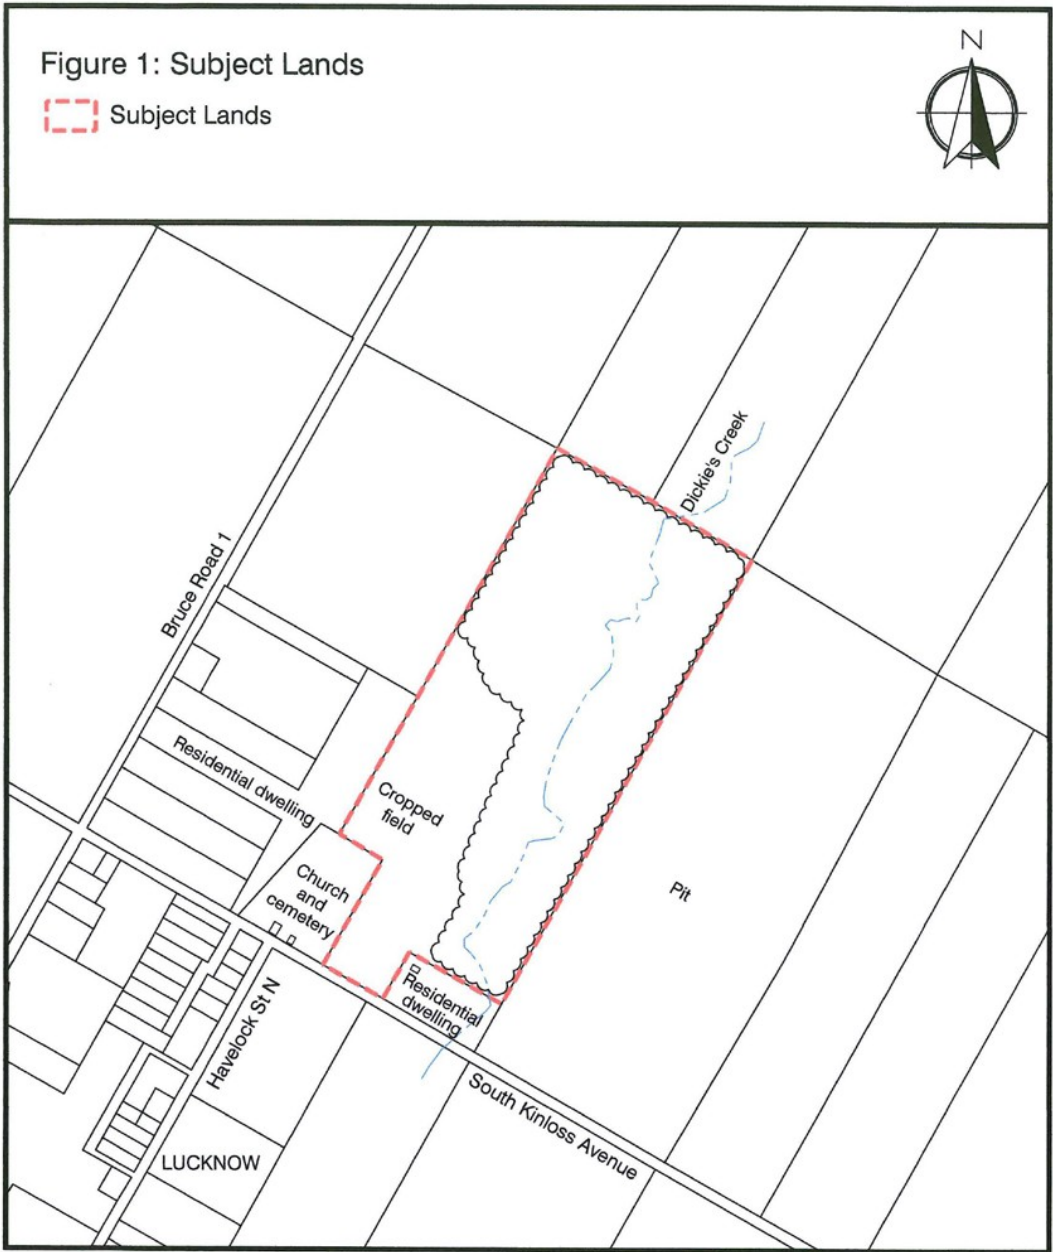 Figure 1: Subject Lands
Subject Lands
N
Dickie's Creek
Bruce Road 1
Residential dwelling
Cropped
field
Church
and
cemetery
Pit
Residential
dwelling
Havelock St N
South Kinloss Avenue
LUCKNOW